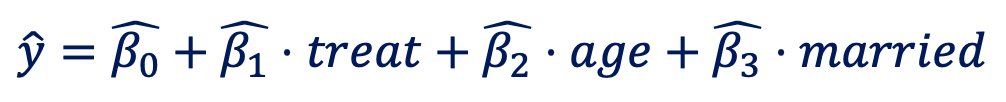 ŷ = β̂₀ + β̂₁ · treat + β̂₂ · age + β̂₃ · married